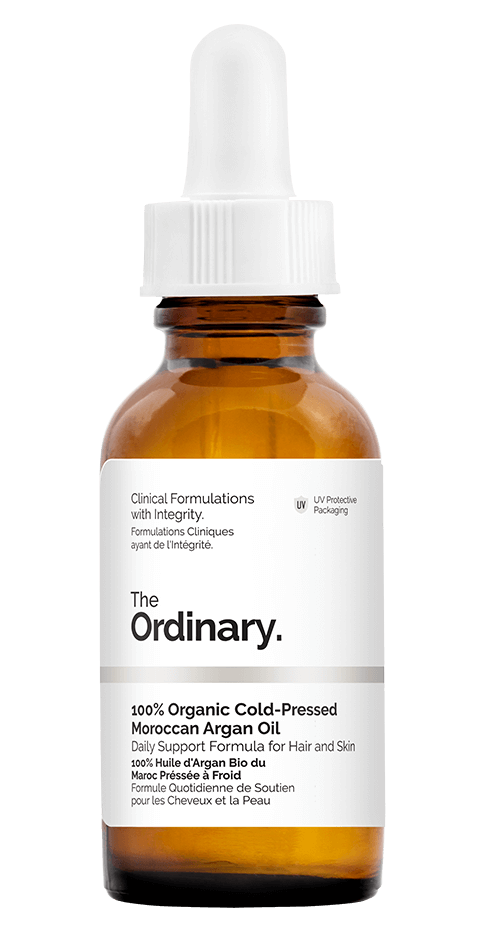 Clinical Formulations
with Integrity.
Formulations Cliniques
ayant de l'Intégrité.
UV
UV Protective
Packaging
The
Ordinary.
100% Organic Cold-Pressed
Moroccan Argan Oil
Daily Support Formula for Hair and Skin
100% Huile d'Argan Bio du
Maroc Préssée à Froid
Formule Quotidienne de Soutien
pour les Cheveux et la Peau